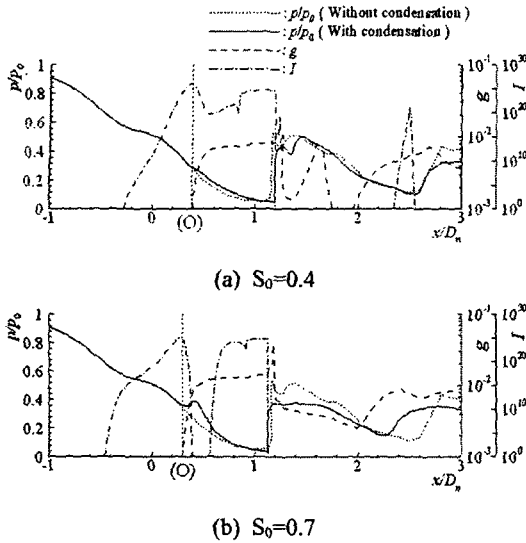 : p/p₀ ( Without condensation )
: p/p₀ ( With condensation )
: g
: I
p/p₀
1
0.8
0.6
0.4
0.2
0
-1 0 1 2 3
(O)
x/Dₙ
g
10⁻¹
10⁻²
10⁻³
I
10³⁰
10²⁰
10¹⁰
10⁰
(a) S₀=0.4
p/p₀
1
0.8
0.6
0.4
0.2
0
-1 0 1 2 3
(O)
x/Dₙ
g
10⁻¹
10⁻²
10⁻³
I
10³⁰
10²⁰
10¹⁰
10⁰
(b) S₀=0.7